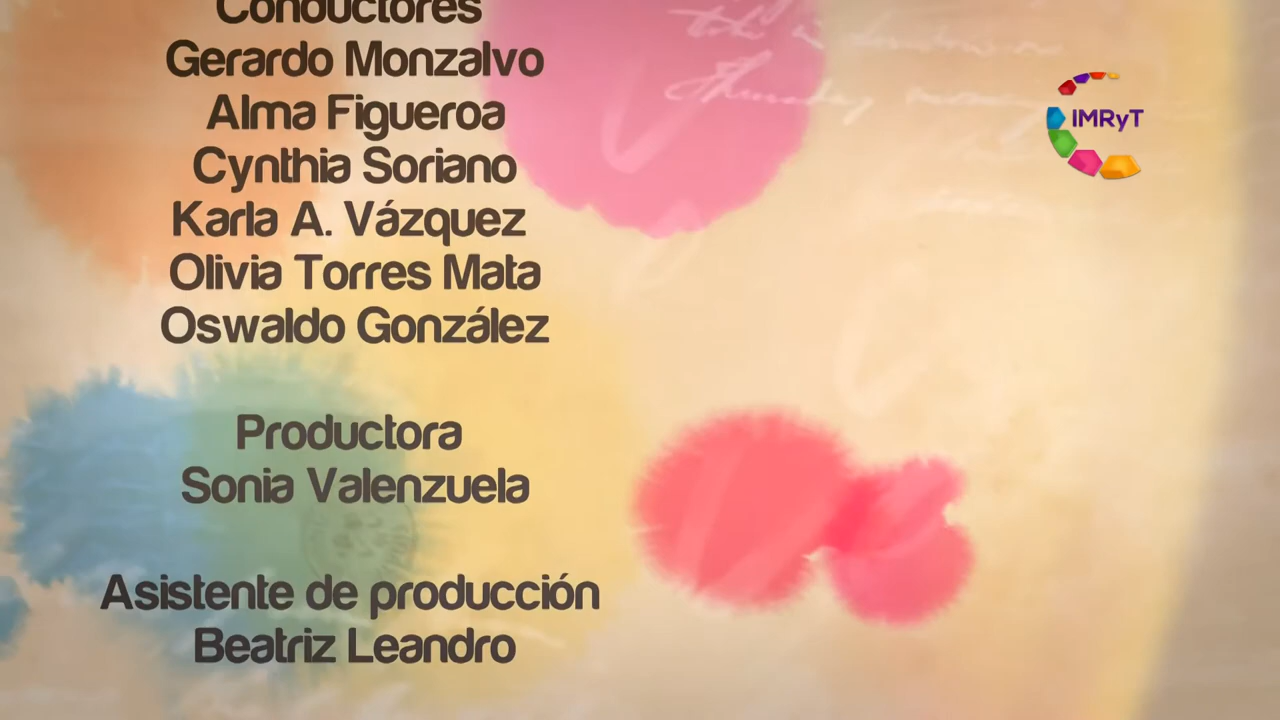 Conductores
Gerardo Monzalvo
Alma Figueroa
Cynthia Soriano
Karla A. Vázquez
Olivia Torres Mata
Oswaldo González
Productora
Sonia Valenzuela
Asistente de producción
Beatriz Leandro
IMRyT